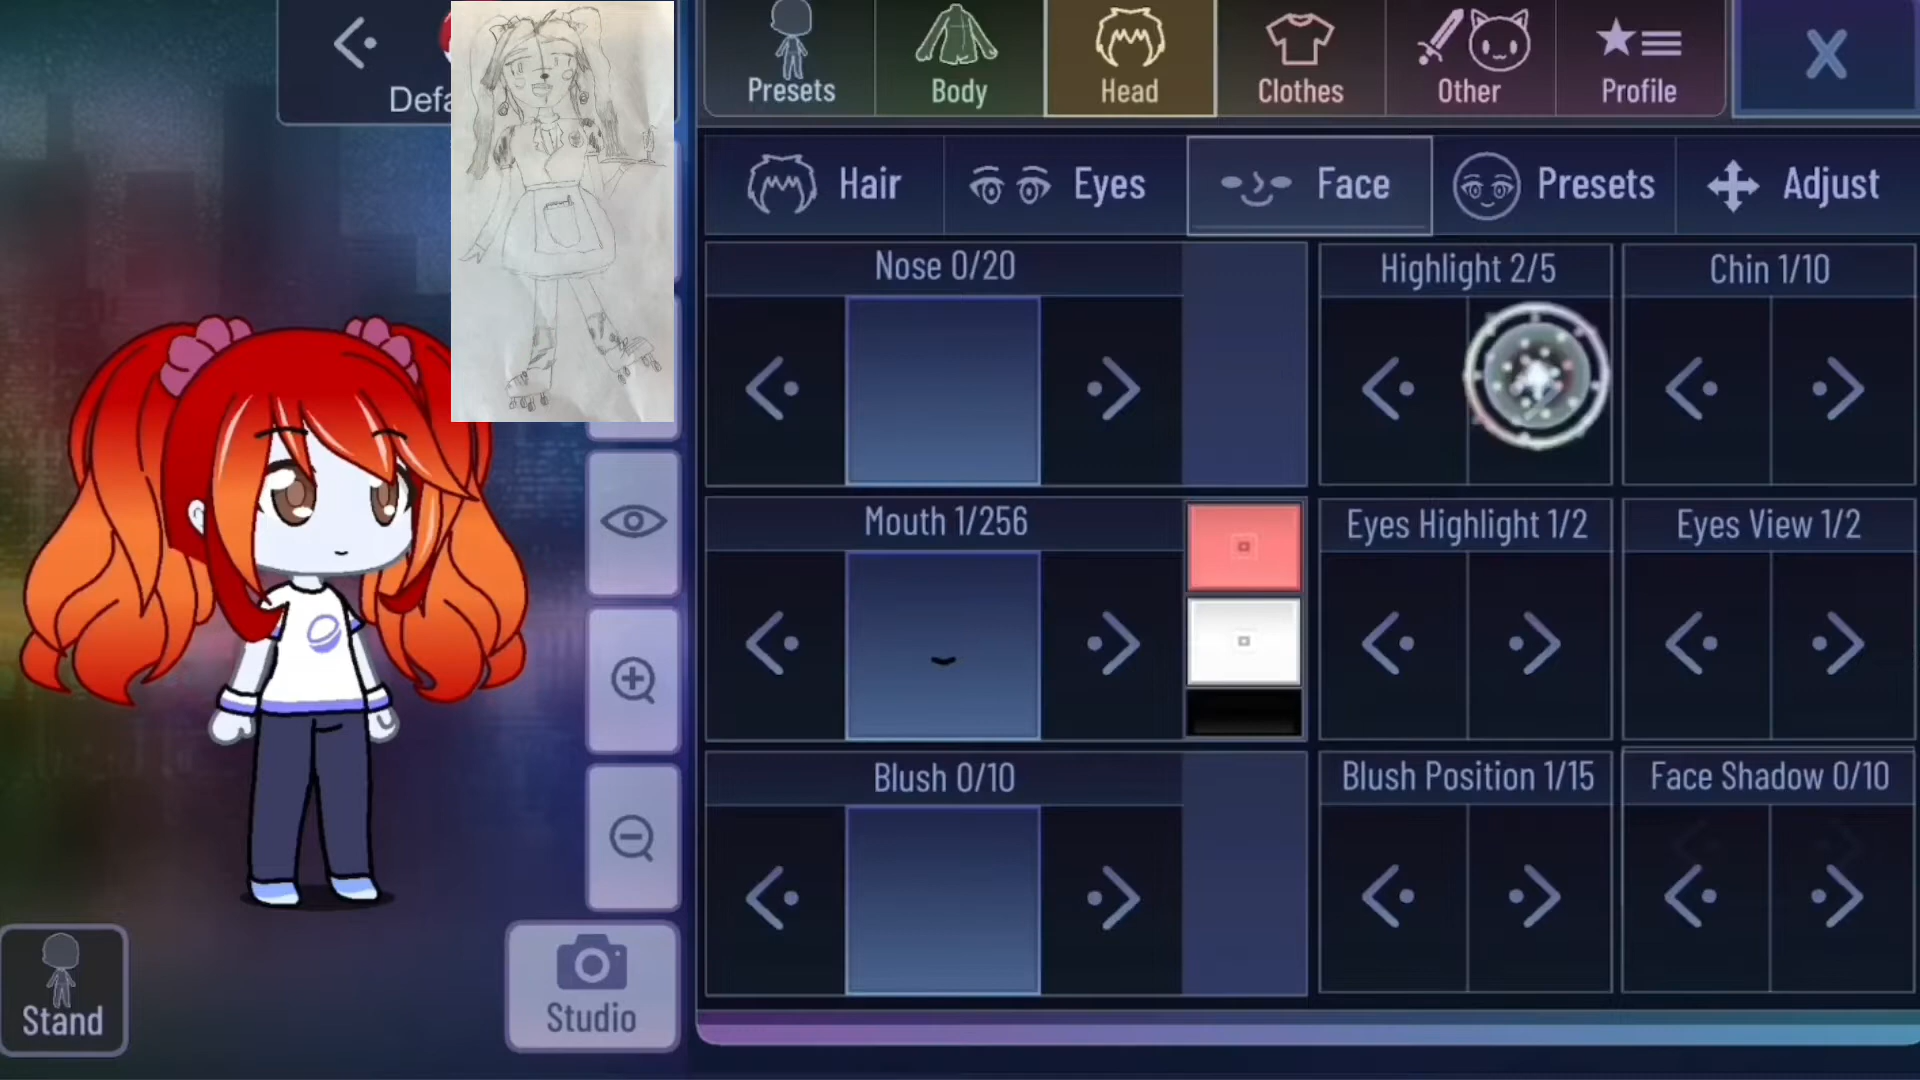 Defa
Presets
Body
Head
Clothes
Other
Profile
X
Hair
Eyes
Face
Presets
Adjust
Nose 0/20
Highlight 2/5
Chin 1/10
Mouth 1/256
Eyes Highlight 1/2
Eyes View 1/2
Blush 0/10
Blush Position 1/15
Face Shadow 0/10
Stand
Studio